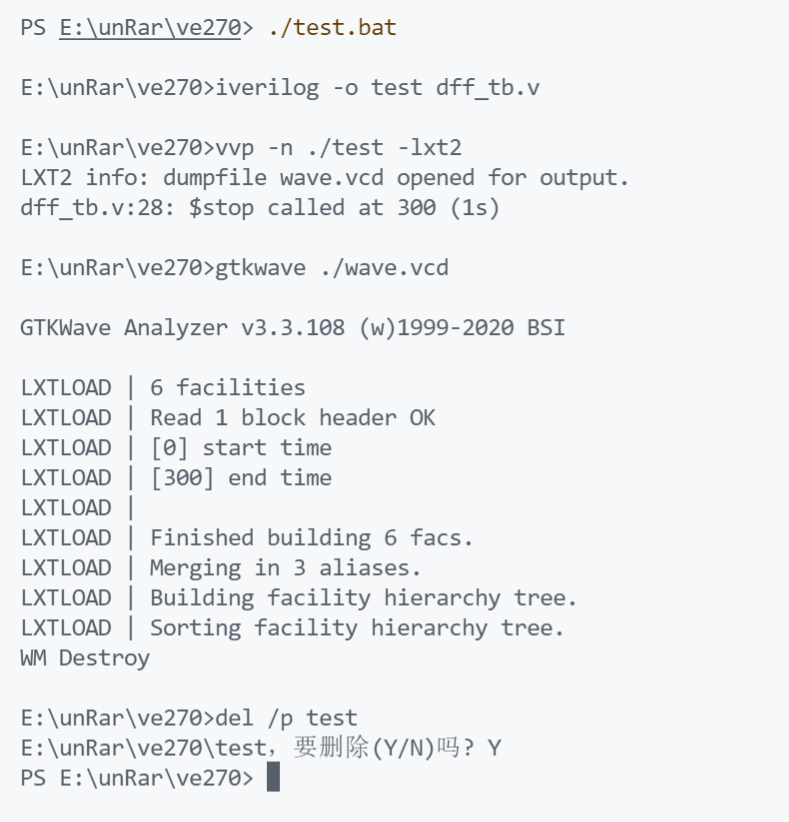 PS E:\unRar\ve270> ./test.bat
E:\unRar\ve270>iverilog -o test dff_tb.v
E:\unRar\ve270>vvp -n ./test -lxt2
LXT2 info: dumpfile wave.vcd opened for output.
dff_tb.v:28: $stop called at 300 (1s)
E:\unRar\ve270>gtkwave ./wave.vcd
GTKWave Analyzer v3.3.108 (w)1999-2020 BSI
LXTLOAD | 6 facilities
LXTLOAD | Read 1 block header OK
LXTLOAD | [0] start time
LXTLOAD | [300] end time
LXTLOAD |
LXTLOAD | Finished building 6 facs.
LXTLOAD | Merging in 3 aliases.
LXTLOAD | Building facility hierarchy tree.
LXTLOAD | Sorting facility hierarchy tree.
WM Destroy
E:\unRar\ve270>del /p test
E:\unRar\ve270\test，要删除(Y/N)吗? Y
PS E:\unRar\ve270>